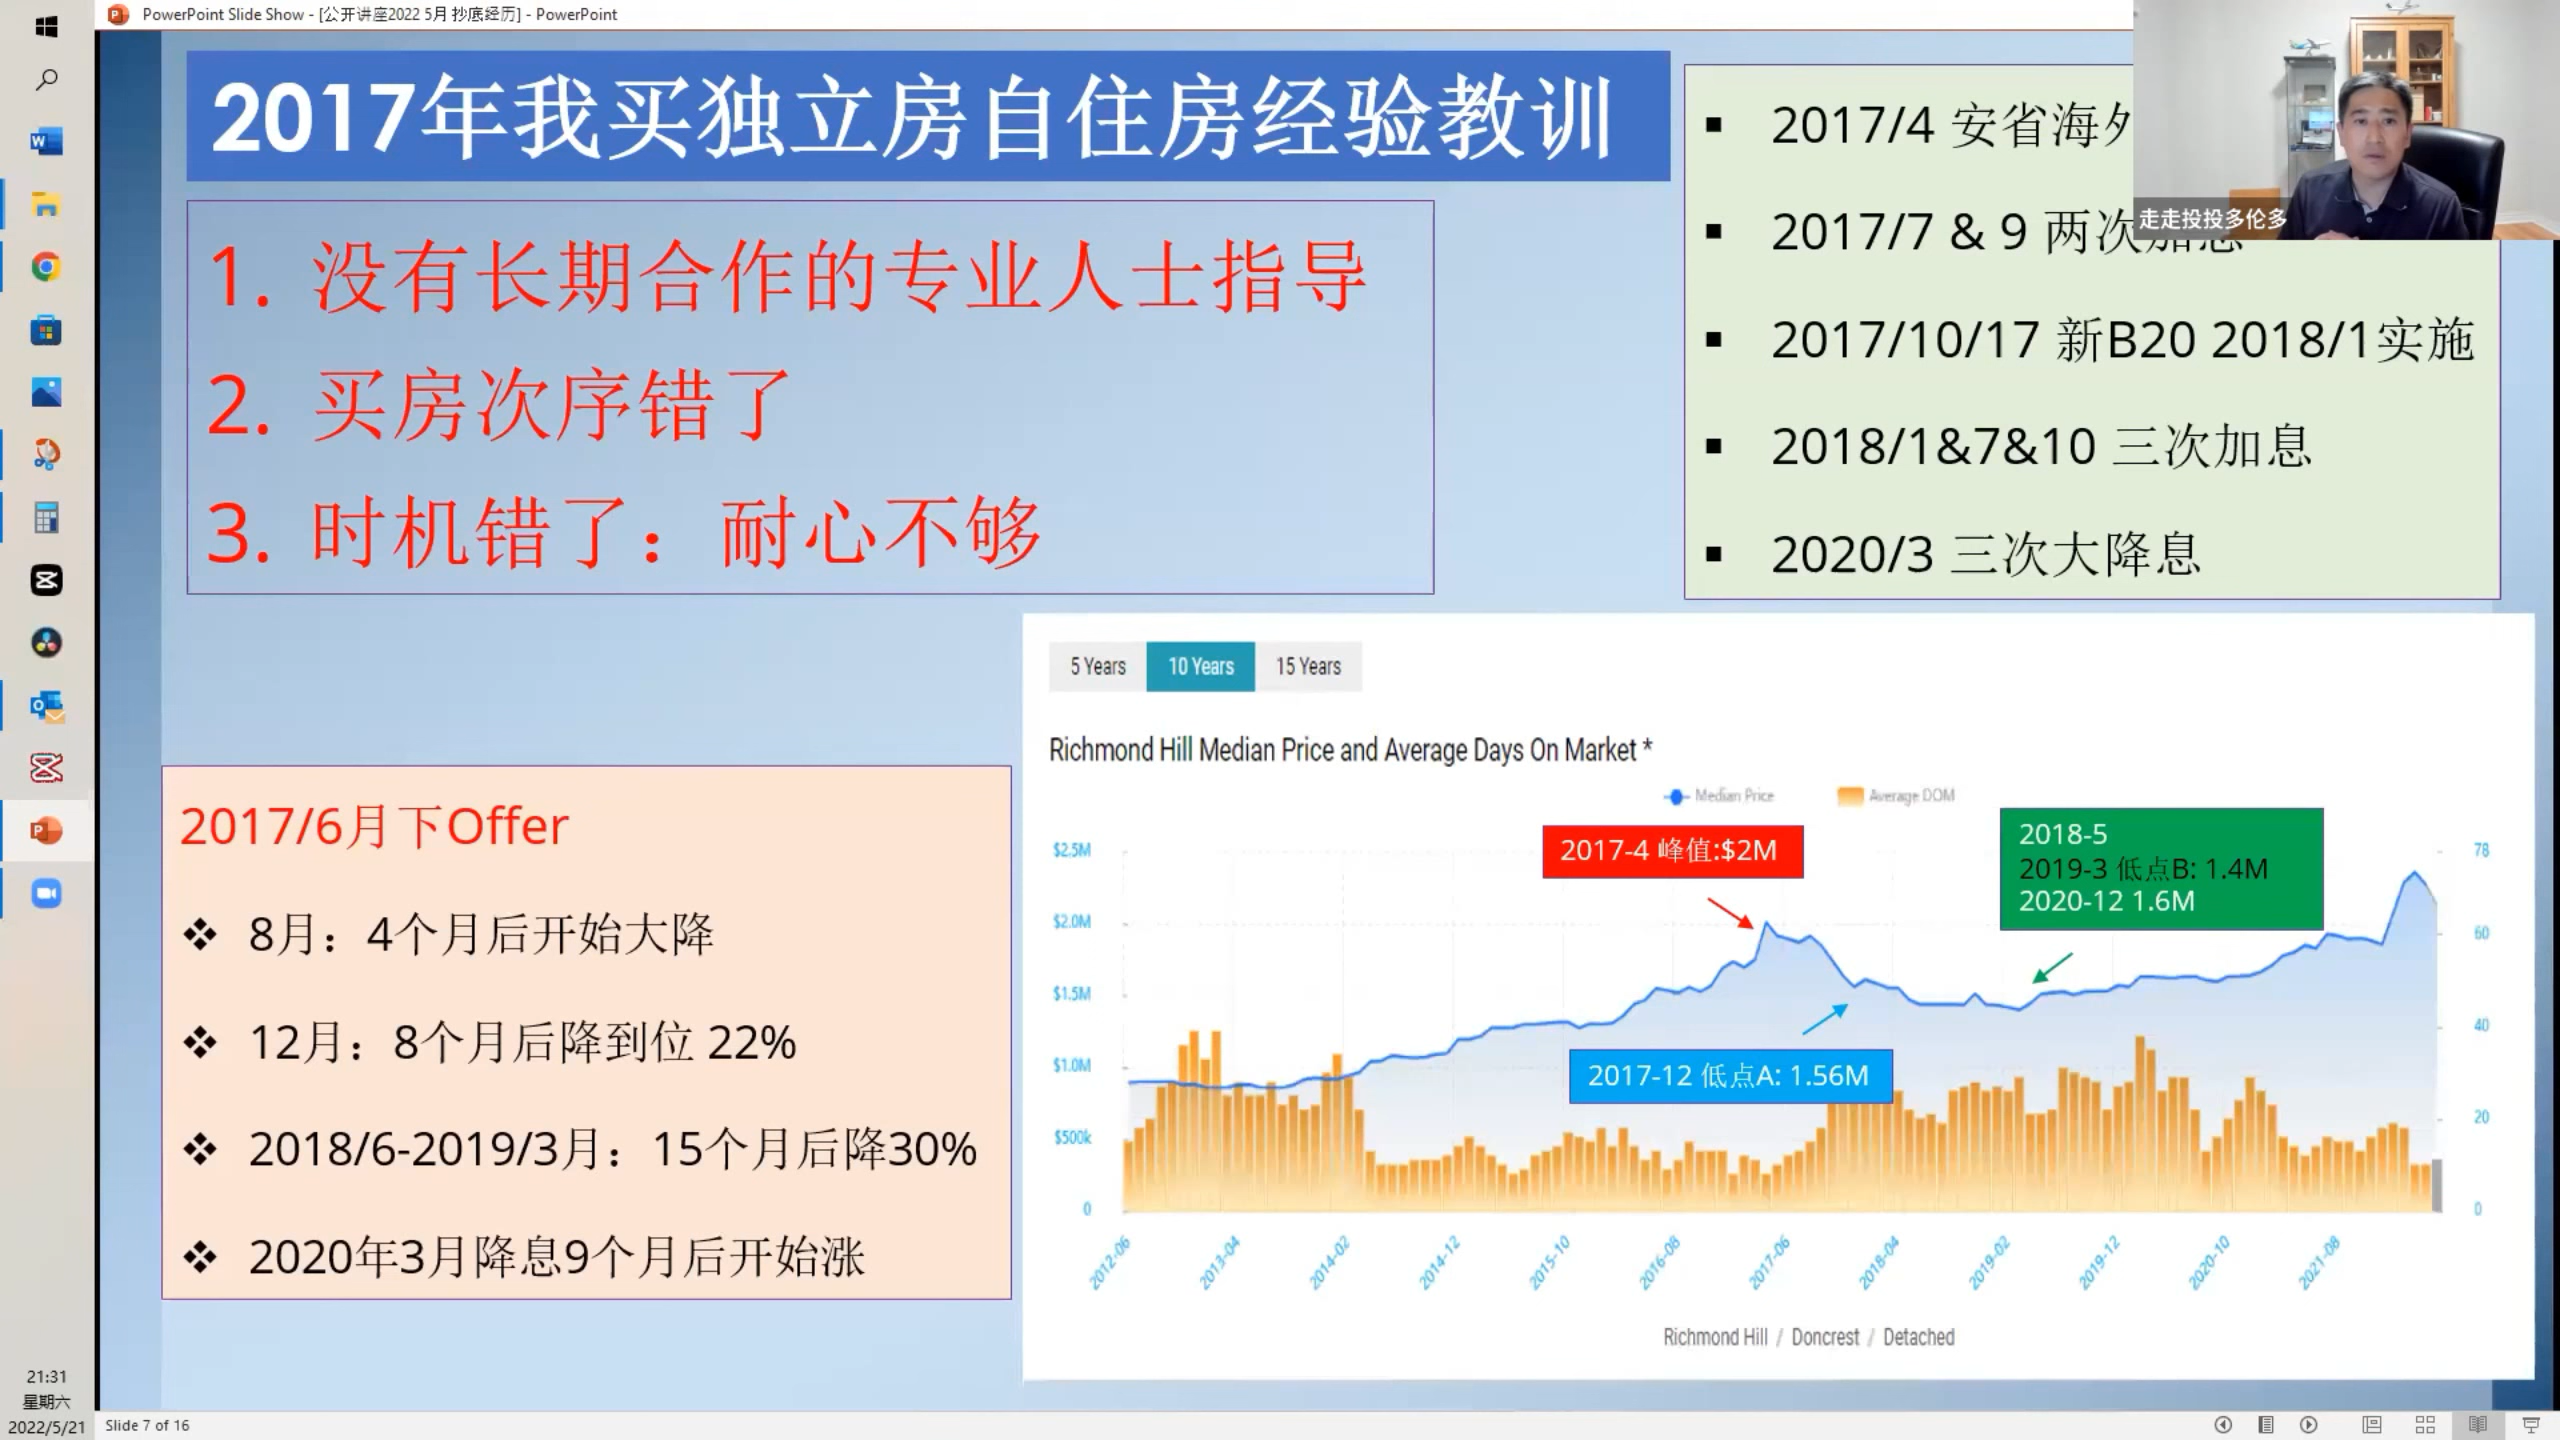 PowerPoint Slide Show - [公开讲座2022 5月 抄底经历] - PowerPoint
2017年我买独立房自住房经验教训
1. 没有长期合作的专业人士指导
2. 买房次序错了
3. 时机错了：耐心不够
2017/4 安省海外
2017/7 & 9 两次加息
2017/10/17 新B20 2018/1实施
2018/1&7&10 三次加息
2020/3 三次大降息
走走投投多伦多
2017/6月下Offer
8月：4个月后开始大降
12月：8个月后降到位 22%
2018/6-2019/3月：15个月后降30%
2020年3月降息9个月后开始涨
5 Years
10 Years
15 Years
Richmond Hill Median Price and Average Days On Market *
Median Price
Average DOM
2017-4 峰值:$2M
2018-5
2019-3 低点B: 1.4M
2020-12 1.6M
2017-12 低点A: 1.56M
$2.5M
$2.0M
$1.5M
$1.0M
$500k
0
78
60
40
20
0
2012-06
2013-04
2014-02
2014-12
2015-10
2016-08
2017-06
2018-04
2019-02
2019-12
2020-10
2021-08
Richmond Hill / Doncrest / Detached
21:31
星期六
2022/5/21
Slide 7 of 16